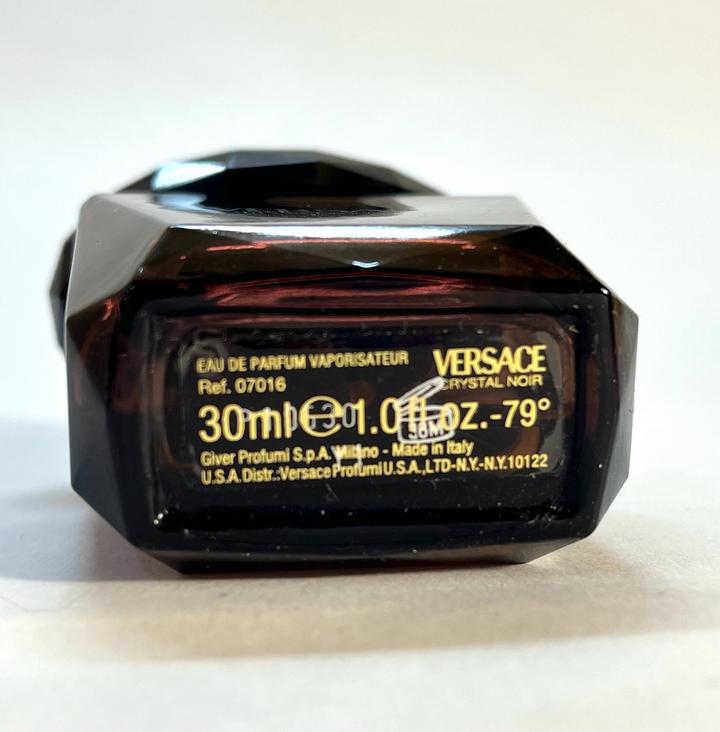 EAU DE PARFUM VAPORISATEUR
VERSACE
CRYSTAL NOIR
Ref. 07016
30ml ℮ 1.0 fl. oz.-79°
36M
Giver Profumi S.p.A. Milano - Made in Italy
U.S.A. Distr.: Versace Profumi U.S.A., LTD-N.Y.-N.Y. 10122